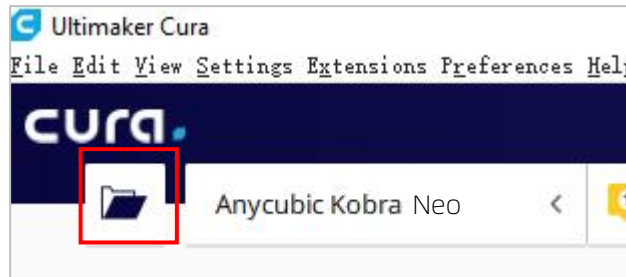 Ultimaker Cura
File Edit View Settings Extensions Preferences
cura.
Anycubic Kobra Neo <